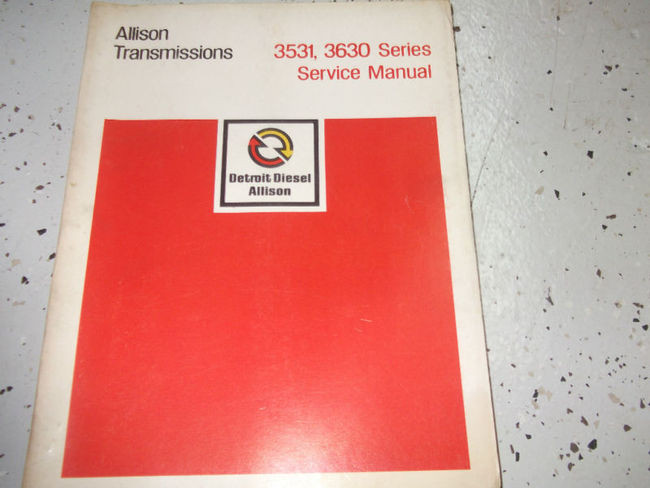 Allison
Transmissions
3531, 3630 Series
Service Manual
Detroit Diesel
Allison